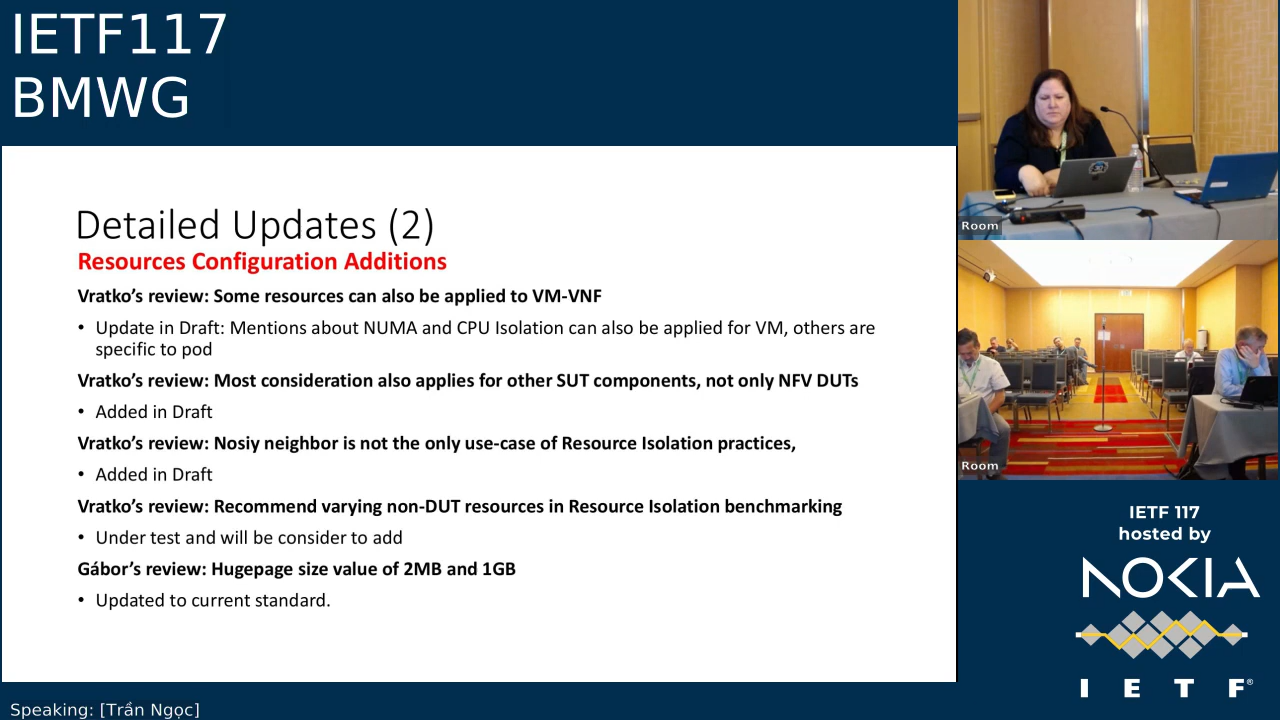 IETF117
BMWG
Detailed Updates (2)
Resources Configuration Additions
Vratko’s review: Some resources can also be applied to VM-VNF
• Update in Draft: Mentions about NUMA and CPU Isolation can also be applied for VM, others are
specific to pod
Vratko’s review: Most consideration also applies for other SUT components, not only NFV DUTs
• Added in Draft
Vratko’s review: Nosiy neighbor is not the only use-case of Resource Isolation practices,
• Added in Draft
Vratko’s review: Recommend varying non-DUT resources in Resource Isolation benchmarking
• Under test and will be consider to add
Gábor’s review: Hugepage size value of 2MB and 1GB
• Updated to current standard.
Speaking: [Trần Ngọc]
Room
Room
IETF 117
hosted by
NOKIA
I E T F®